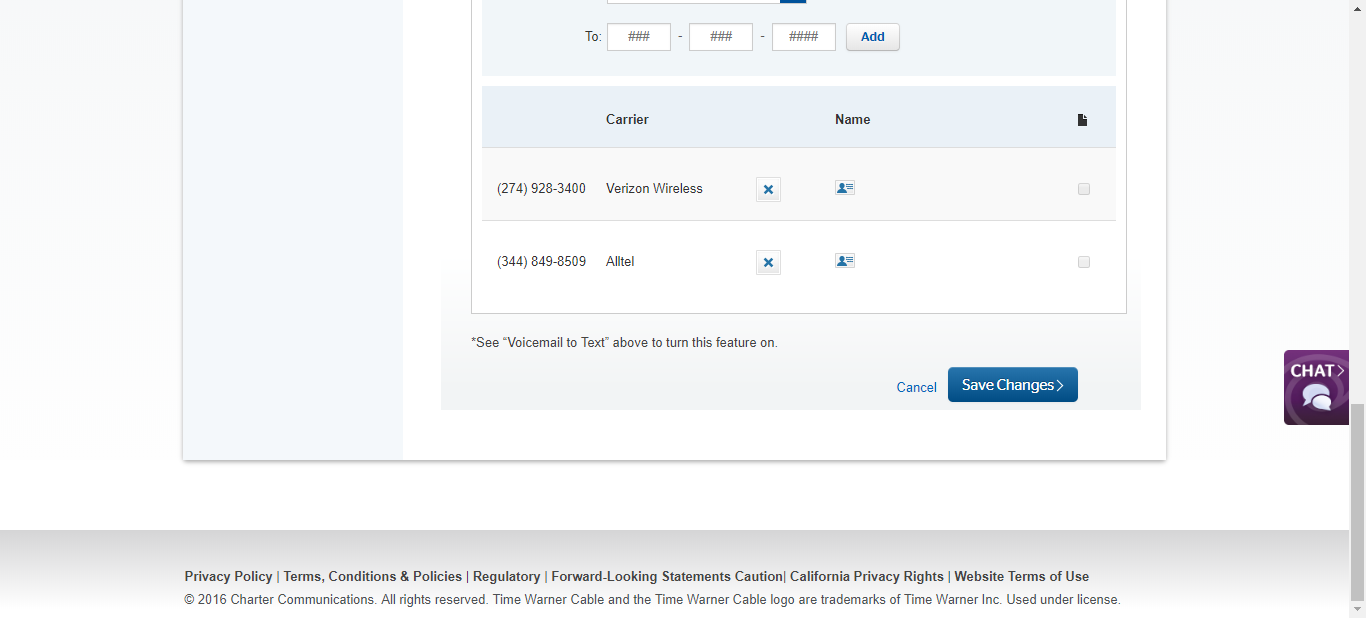 To: ### - ### - #### Add
Carrier Name
(274) 928-3400 Verizon Wireless
(344) 849-8509 Alltel
*See “Voicemail to Text” above to turn this feature on.
Cancel Save Changes
CHAT
Privacy Policy | Terms, Conditions & Policies | Regulatory | Forward-Looking Statements Caution| California Privacy Rights | Website Terms of Use
© 2016 Charter Communications. All rights reserved. Time Warner Cable and the Time Warner Cable logo are trademarks of Time Warner Inc. Used under license.